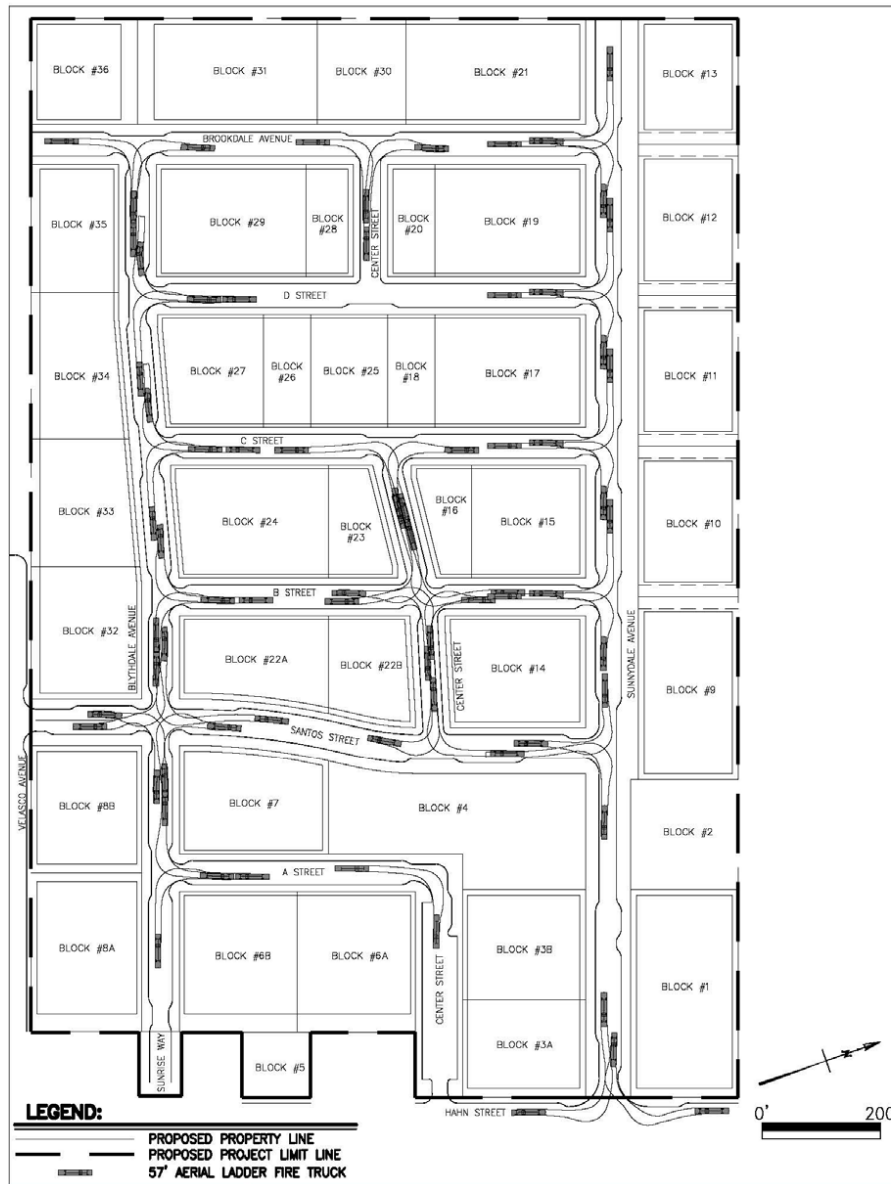 BLOCK #36
BLOCK #31
BLOCK #30
BLOCK #21
BLOCK #13
BROOKDALE AVENUE
BLOCK #35
BLOCK #29
BLOCK
#28
CENTER STREET
BLOCK
#20
BLOCK #19
BLOCK #12
D STREET
BLOCK #34
BLOCK #27
BLOCK
#26
BLOCK #25
BLOCK
#18
BLOCK #17
BLOCK #11
C STREET
BLOCK #33
BLOCK #24
BLOCK
#23
BLOCK
#16
BLOCK #15
BLOCK #10
B STREET
BLOCK #32
BLYTHDALE AVENUE
BLOCK #22A
BLOCK #22B
CENTER STREET
BLOCK #14
SUNNYDALE AVENUE
BLOCK #9
SANTOS STREET
VELASCO AVENUE
BLOCK #8B
BLOCK #7
BLOCK #4
BLOCK #2
A STREET
BLOCK #8A
BLOCK #6B
BLOCK #6A
CENTER STREET
BLOCK #3B
BLOCK #1
BLOCK #3A
SUNRISE WAY
BLOCK #5
HAHN STREET
Z
0'
200
LEGEND:
PROPOSED PROPERTY LINE
PROPOSED PROJECT LIMIT LINE
57' AERIAL LADDER FIRE TRUCK